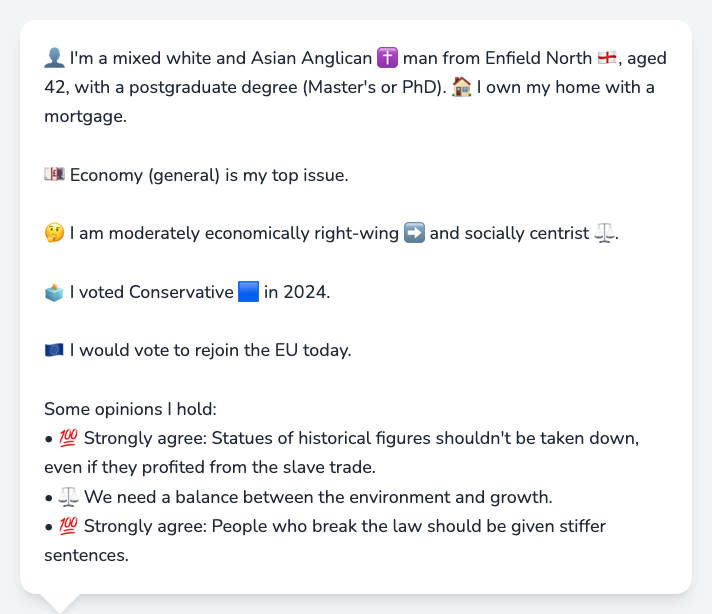 👤 I'm a mixed white and Asian Anglican ✝️ man from Enfield North 🏴󠁧󠁢󠁥󠁮󠁧󠁿, aged
42, with a postgraduate degree (Master's or PhD). 🏠 I own my home with a
mortgage.
💷 Economy (general) is my top issue.
🤔 I am moderately economically right-wing ➡️ and socially centrist ⚖️.
🗳️ I voted Conservative 🟦 in 2024.
🇪🇺 I would vote to rejoin the EU today.
Some opinions I hold:
• 💯 Strongly agree: Statues of historical figures shouldn't be taken down,
even if they profited from the slave trade.
• ⚖️ We need a balance between the environment and growth.
• 💯 Strongly agree: People who break the law should be given stiffer
sentences.